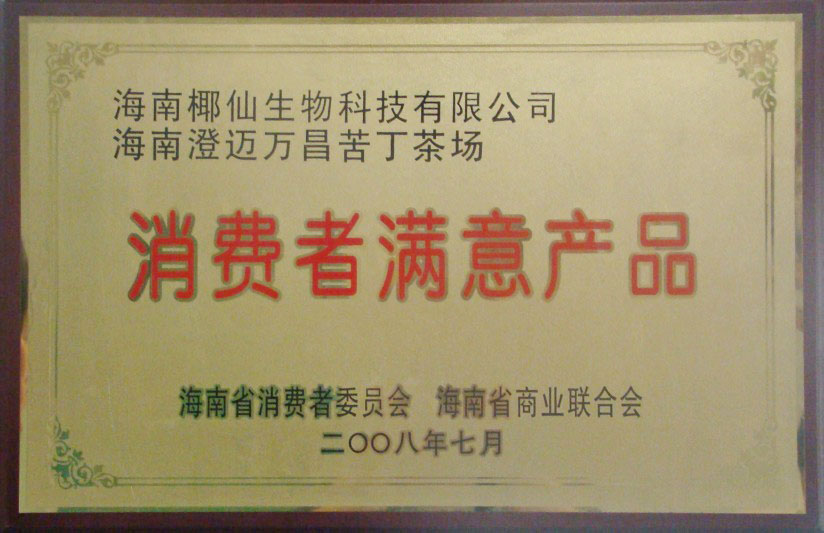 海南椰仙生物科技有限公司
海南澄迈万昌苦丁茶场
消费者满意产品
海南省消费者委员会 海南省商业联合会
二〇〇八年七月